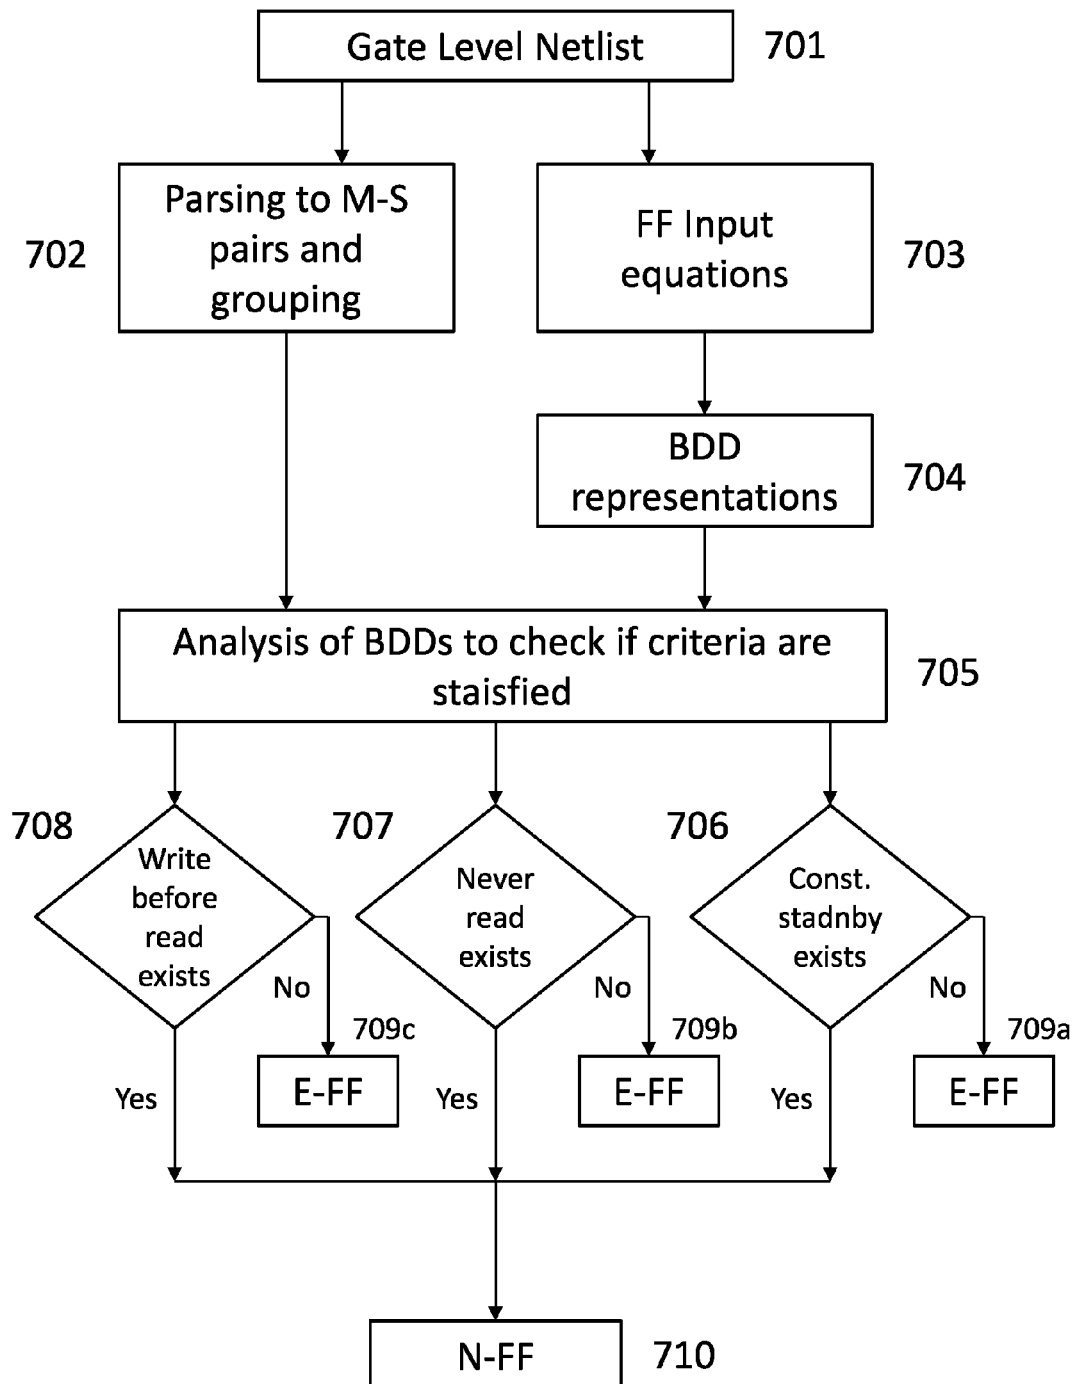 Gate Level Netlist
701
Parsing to M-S
pairs and
grouping
702
FF Input
equations
703
BDD
representations
704
Analysis of BDDs to check if criteria are
staisfied
705
708
Write
before
read
exists
No
709c
E-FF
Yes
707
Never
read
exists
No
709b
E-FF
Yes
706
Const.
stadnby
exists
No
709a
E-FF
Yes
N-FF
710